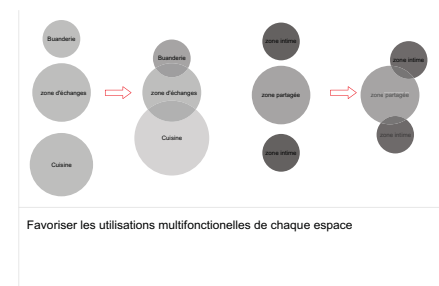 Buanderie
zone d'échanges
Cuisine
Buanderie
zone d'échanges
Cuisine
zone intime
zone partagée
zone intime
zone intime
zone partagée
zone intime
Favoriser les utilisations multifonctionelles de chaque espace